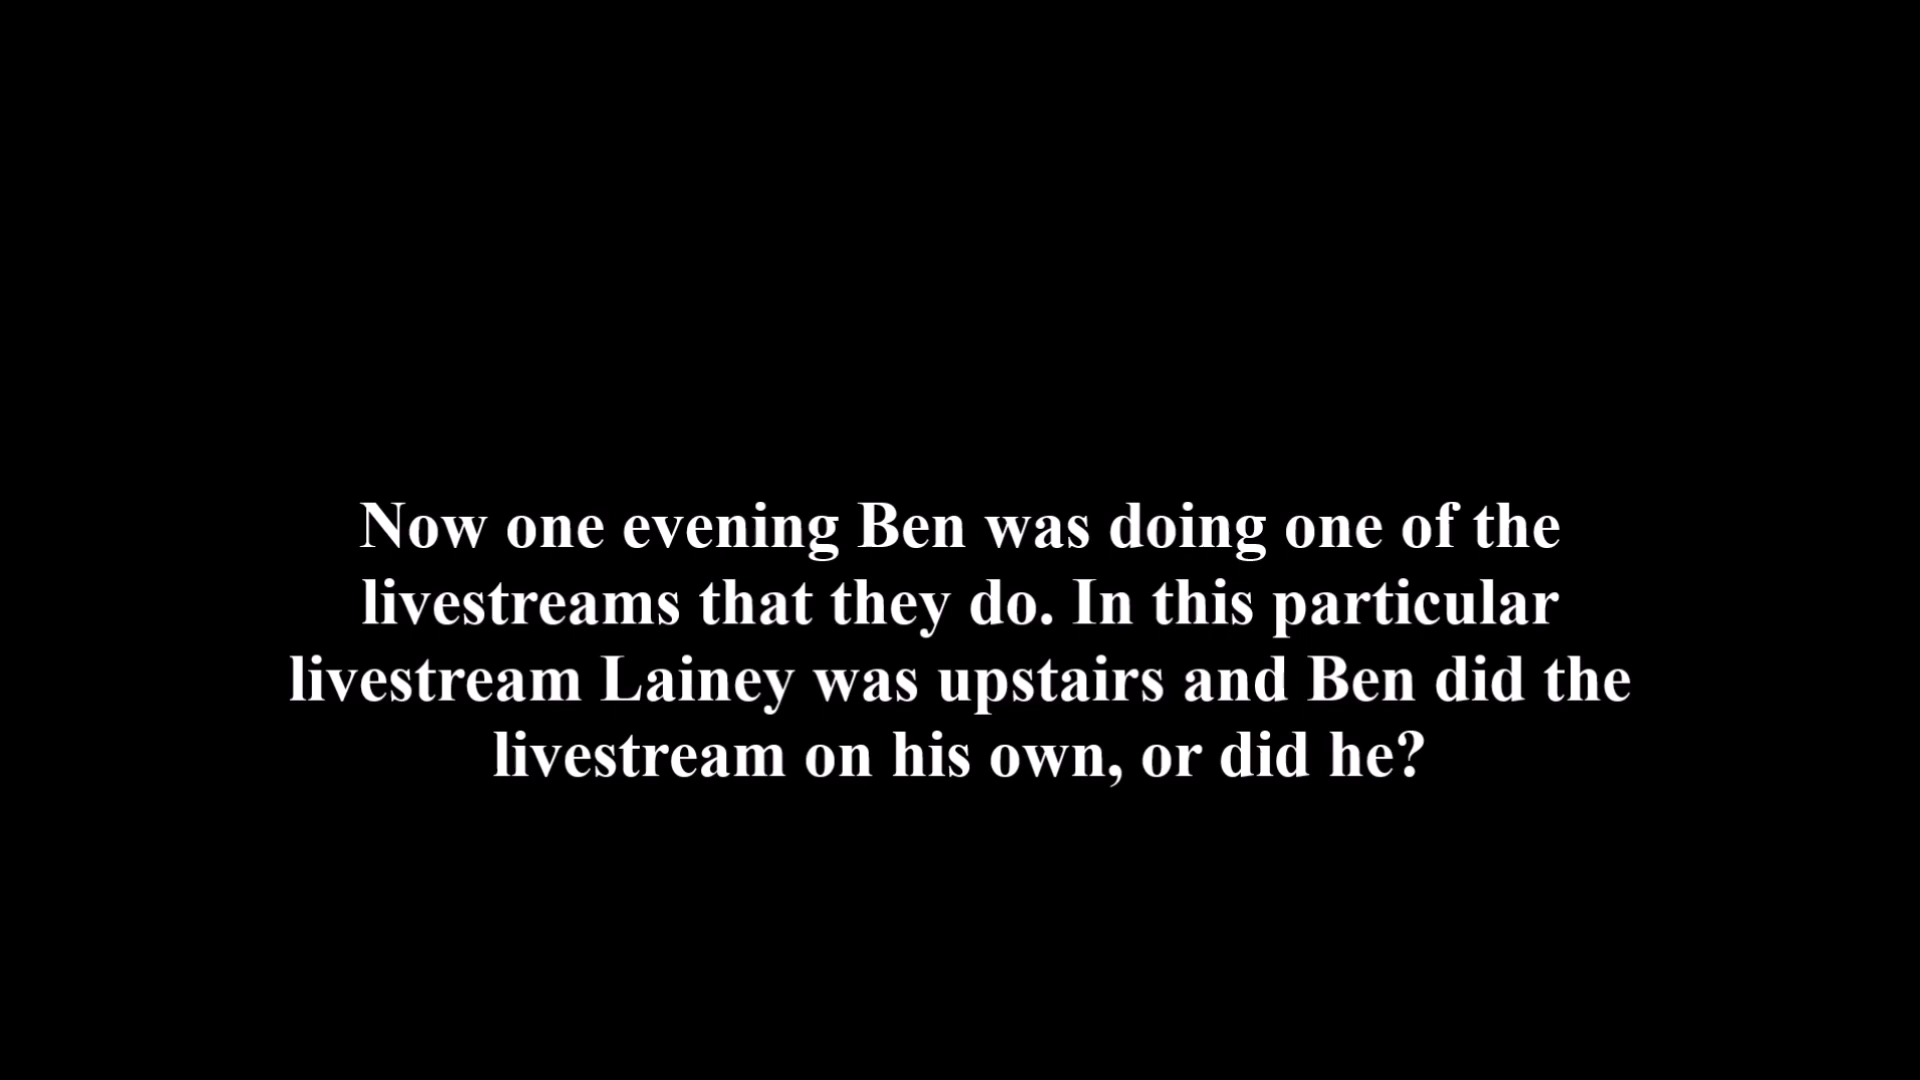 Now one evening Ben was doing one of the
livestreams that they do. In this particular
livestream Lainey was upstairs and Ben did the
livestream on his own, or did he?